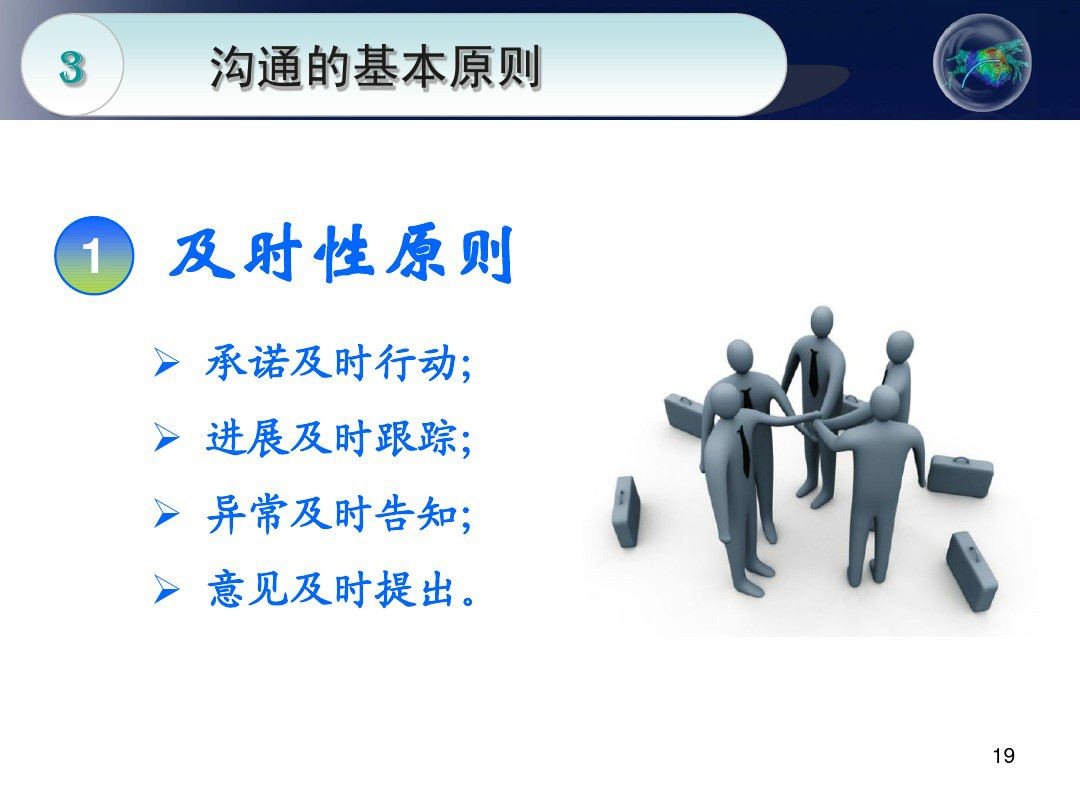 3
沟通的基本原则
1
及时性原则
➢ 承诺及时行动;
➢ 进展及时跟踪;
➢ 异常及时告知;
➢ 意见及时提出。
19